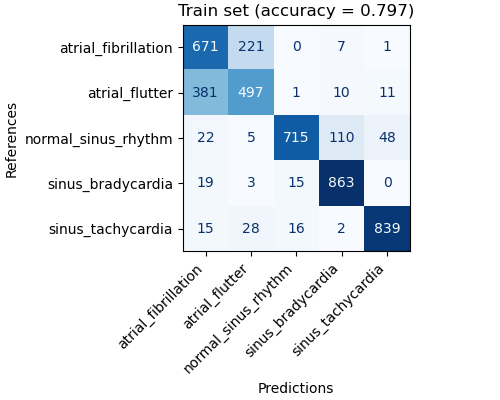 Train set (accuracy = 0.797)
References
atrial_fibrillation 671 221 0 7 1
atrial_flutter 381 497 1 10 11
normal_sinus_rhythm 22 5 715 110 48
sinus_bradycardia 19 3 15 863 0
sinus_tachycardia 15 28 16 2 839
atrial_fibrillation
atrial_flutter
normal_sinus_rhythm
sinus_bradycardia
sinus_tachycardia
Predictions